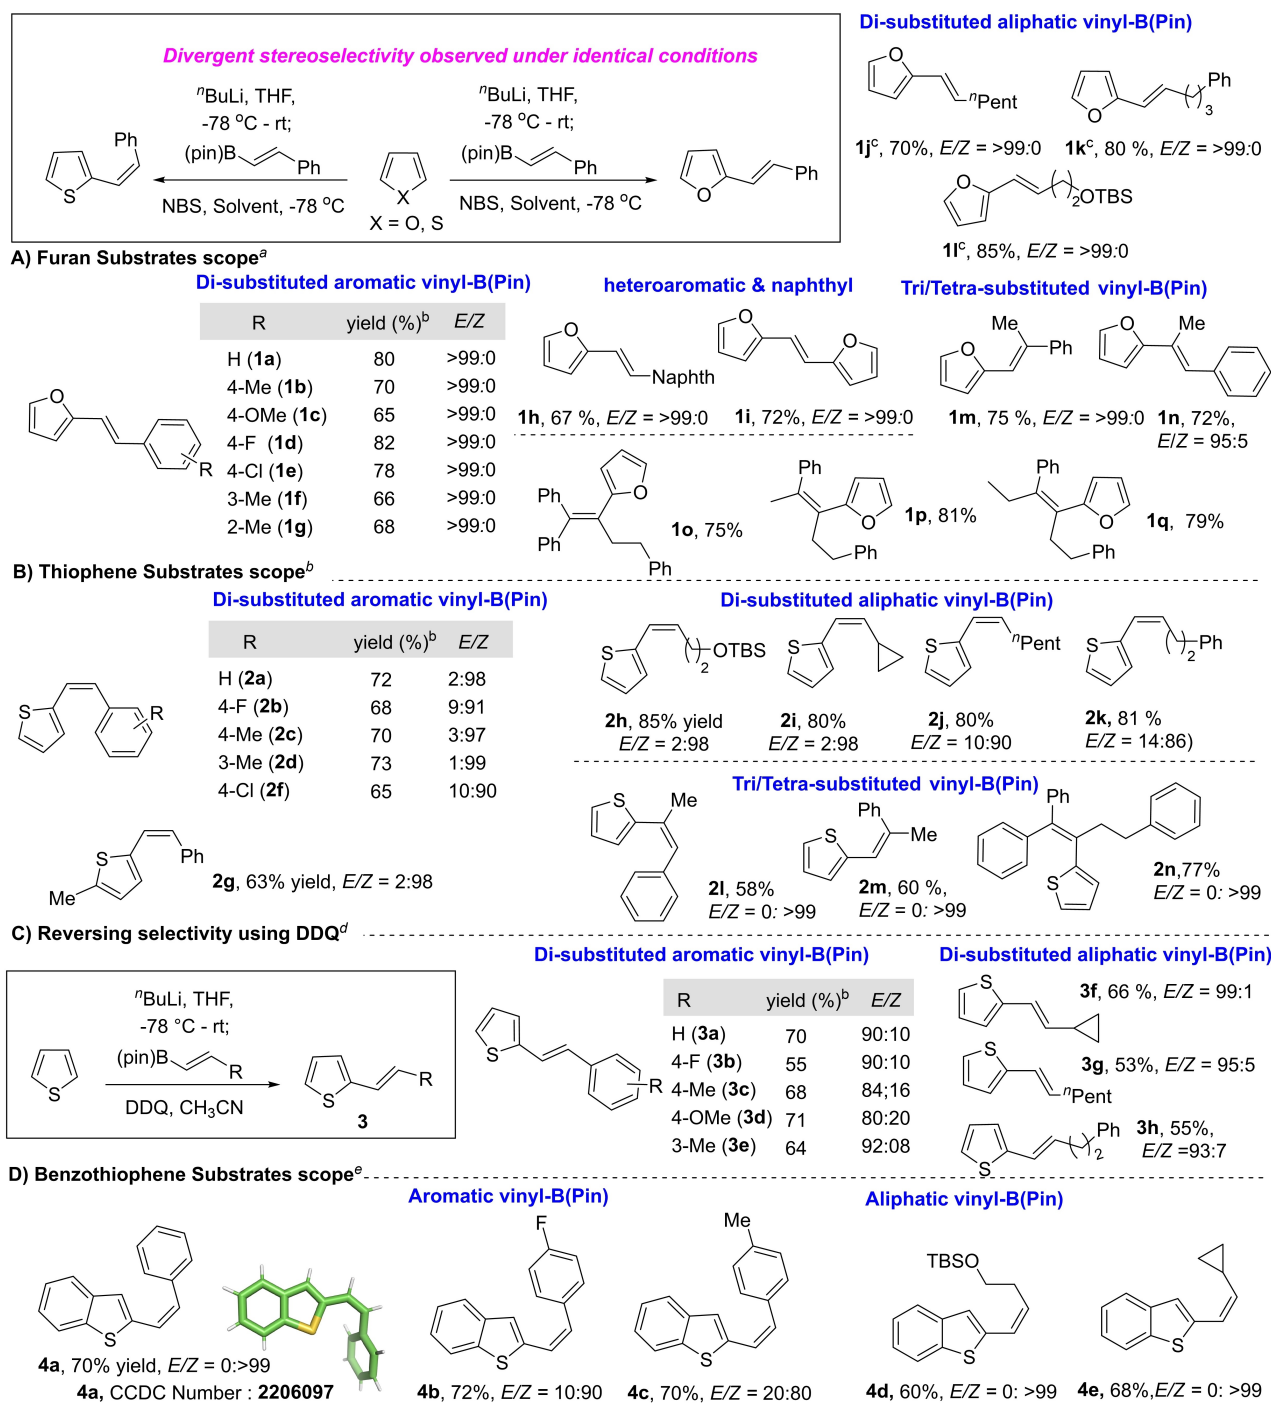 Divergent stereoselectivity observed under identical conditions
ⁿBuLi, THF,
-78 °C - rt;
(pin)B
Ph
NBS, Solvent, -78 °C
Ph
S
X
X = O, S
ⁿBuLi, THF,
-78 °C - rt;
(pin)B
Ph
NBS, Solvent, -78 °C
O
Ph
Di-substituted aliphatic vinyl-B(Pin)
O
ⁿPent
1jᶜ, 70%, E/Z = >99:0
O
Ph
( )₃
1kᶜ, 80 %, E/Z = >99:0
O
( )₂OTBS
1lᶜ, 85%, E/Z = >99:0
A) Furan Substrates scopeᵃ
Di-substituted aromatic vinyl-B(Pin)
O
R
R yield (%)ᵇ E/Z
H (1a) 80 >99:0
4-Me (1b) 70 >99:0
4-OMe (1c) 65 >99:0
4-F (1d) 82 >99:0
4-Cl (1e) 78 >99:0
3-Me (1f) 66 >99:0
2-Me (1g) 68 >99:0
heteroaromatic & naphthyl
O
Naphth
1h, 67 %, E/Z = >99:0
O
O
1i, 72%, E/Z = >99:0
Tri/Tetra-substituted vinyl-B(Pin)
Me
O
Ph
1m, 75 %, E/Z = >99:0
O
Me
1n, 72%,
E/Z = 95:5
Ph
O
Ph
Ph
1o, 75%
Ph
O
Ph
1p, 81%
Ph
O
Ph
1q, 79%
B) Thiophene Substrates scopeᵇ
Di-substituted aromatic vinyl-B(Pin)
S
R
R yield (%)ᵇ E/Z
H (2a) 72 2:98
4-F (2b) 68 9:91
4-Me (2c) 70 3:97
3-Me (2d) 73 1:99
4-Cl (2f) 65 10:90
S
Me
Ph
2g, 63% yield, E/Z = 2:98
Di-substituted aliphatic vinyl-B(Pin)
S
( )₂OTBS
2h, 85% yield
E/Z = 2:98
S
2i, 80%
E/Z = 2:98
S
ⁿPent
2j, 80%
E/Z = 10:90
S
( )₂Ph
2k, 81 %
E/Z = 14:86)
Tri/Tetra-substituted vinyl-B(Pin)
S
Me
2l, 58%
E/Z = 0: >99
Ph
S
Me
2m, 60 %,
E/Z = 0: >99
Ph
S
2n,77%
E/Z = 0: >99
C) Reversing selectivity using DDQᵈ
S
ⁿBuLi, THF,
-78 °C - rt;
(pin)B
R
DDQ, CH₃CN
S
R
3
Di-substituted aromatic vinyl-B(Pin)
S
R
R yield (%)ᵇ E/Z
H (3a) 70 90:10
4-F (3b) 55 90:10
4-Me (3c) 68 84;16
4-OMe (3d) 71 80:20
3-Me (3e) 64 92:08
Di-substituted aliphatic vinyl-B(Pin)
S
3f, 66 %, E/Z = 99:1
S
ⁿPent
3g, 53%, E/Z = 95:5
S
( )₂
Ph
3h, 55%,
E/Z =93:7
D) Benzothiophene Substrates scopeᵉ
S
4a, 70% yield, E/Z = 0:>99
4a, CCDC Number : 2206097
Aromatic vinyl-B(Pin)
F
S
4b, 72%, E/Z = 10:90
Me
S
4c, 70%, E/Z = 20:80
Aliphatic vinyl-B(Pin)
TBSO
S
4d, 60%, E/Z = 0: >99
S
4e, 68%,E/Z = 0: >99